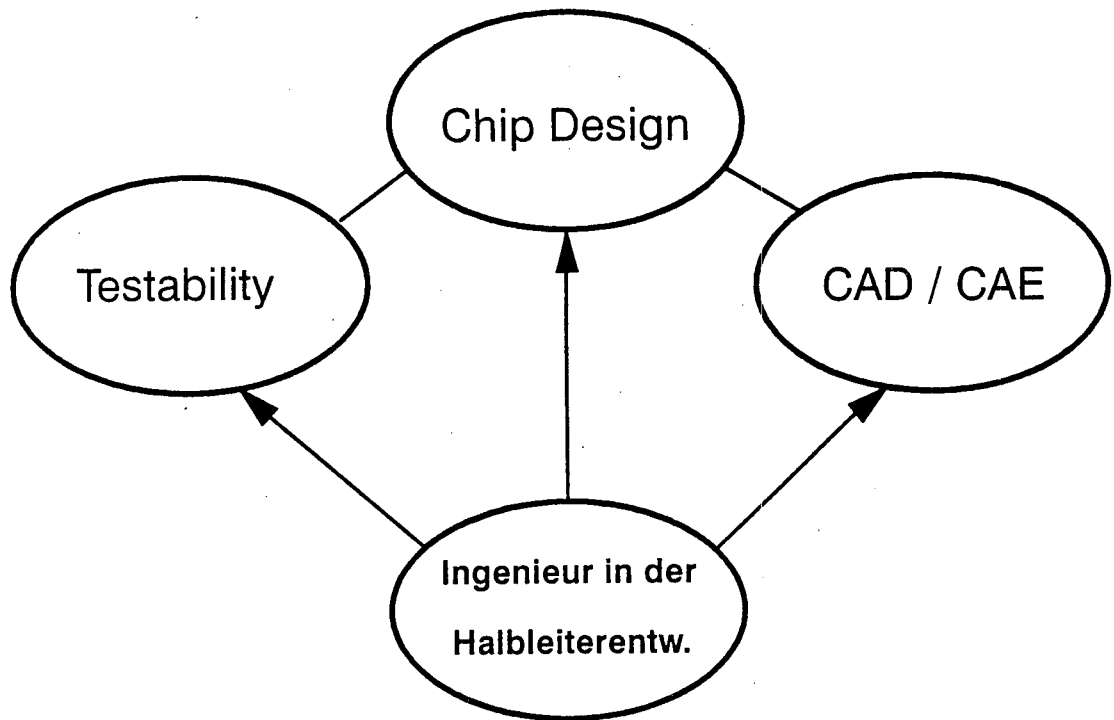 Chip Design
Testability
CAD / CAE
Ingenieur in der
Halbleiterentw.